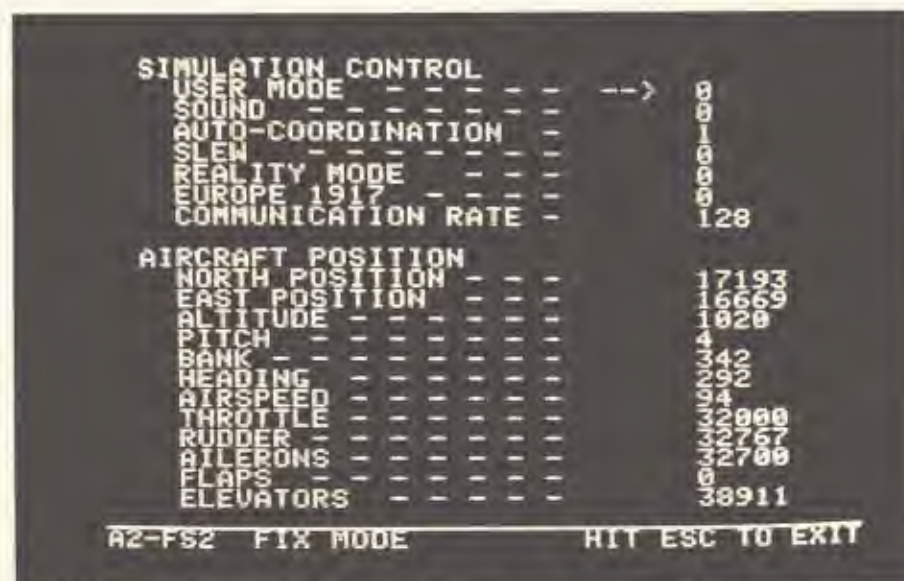 SIMULATION CONTROL
USER MODE - - - - - --> 0
SOUND - - - - - - - 0
AUTO-COORDINATION - 1
SLEW - - - - - - - 0
REALITY MODE - - - 0
EUROPE 1917 - - - - 0
COMMUNICATION RATE - 128
AIRCRAFT POSITION
NORTH POSITION - - - 17193
EAST POSITION - - - 16669
ALTITUDE - - - - - - 1020
PITCH - - - - - - - 4
BANK - - - - - - - - 342
HEADING - - - - - - 292
AIRSPEED - - - - - - 94
THROTTLE - - - - - - 32000
RUDDER - - - - - - - 32767
AILERONS - - - - - - 32700
FLAPS - - - - - - - 0
ELEVATORS - - - - - 38911
A2-FS2 FIX MODE HIT ESC TO EXIT